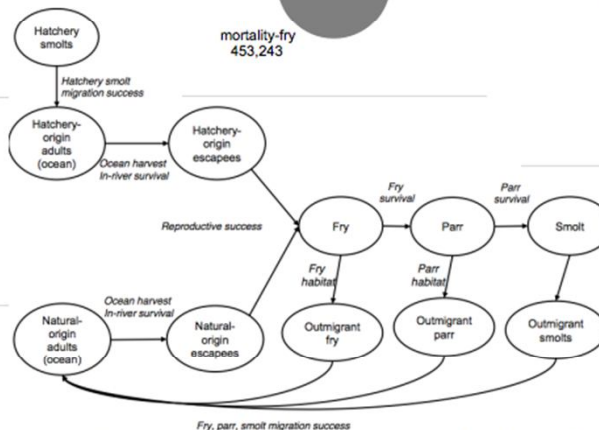 Hatchery
smolts
mortality-fry
453,243
Hatchery smolt
migration success
Hatchery-
origin
adults
(ocean)
Ocean harvest
In-river survival
Hatchery-
origin
escapees
Reproductive success
Fry
Fry
survival
Parr
Parr
survival
Smolt
Fry
habitat
Parr
habitat
Outmigrant
fry
Outmigrant
parr
Outmigrant
smolts
Natural-
origin
adults
(ocean)
Ocean harvest
In-river survival
Natural-
origin
escapees
Fry, parr, smolt migration success